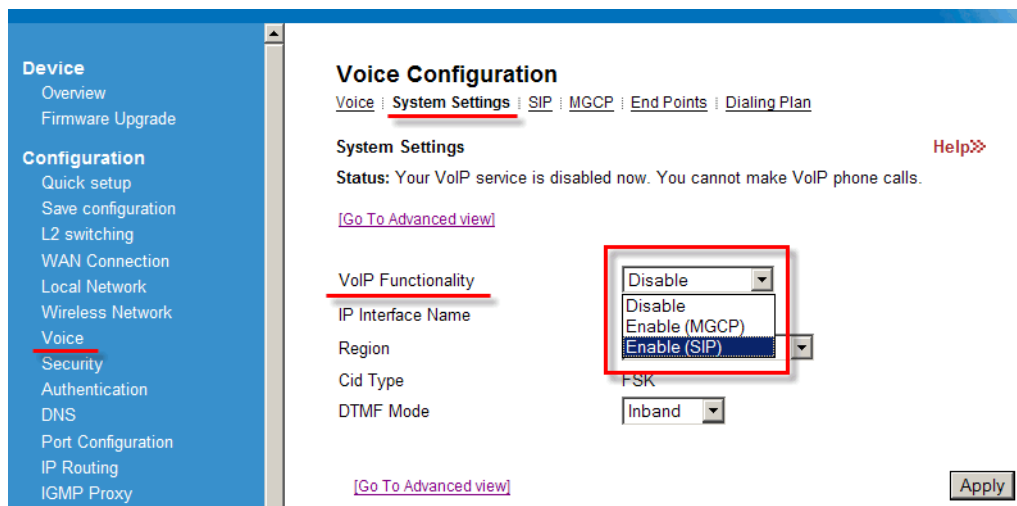 Device
Overview
Firmware Upgrade
Configuration
Quick setup
Save configuration
L2 switching
WAN Connection
Local Network
Wireless Network
Voice
Security
Authentication
DNS
Port Configuration
IP Routing
IGMP Proxy
Voice Configuration
Voice System Settings SIP MGCP End Points Dialing Plan
System Settings Help
Status: Your VoIP service is disabled now. You cannot make VoIP phone calls.
[Go To Advanced view]
VoIP Functionality Disable
Disable
IP Interface Name Enable (MGCP)
Region Enable (SIP)
Cid Type FSK
DTMF Mode Inband
[Go To Advanced view] Apply